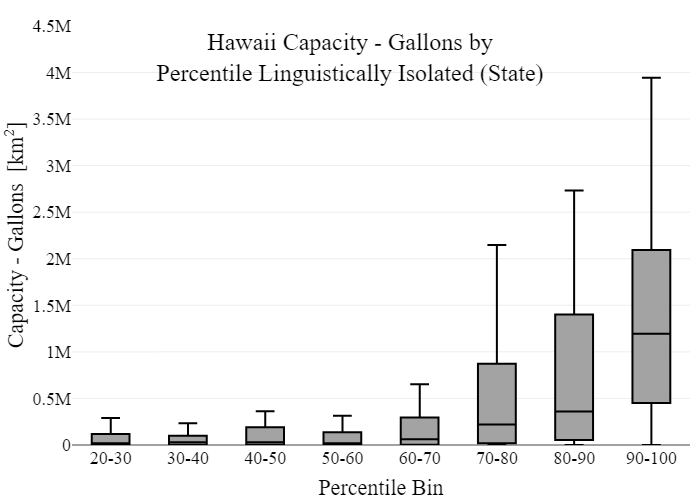 Hawaii Capacity - Gallons by
Percentile Linguistically Isolated (State)
Capacity - Gallons [km²]
4.5M
4M
3.5M
3M
2.5M
2M
1.5M
1M
0.5M
0
20-30 30-40 40-50 50-60 60-70 70-80 80-90 90-100
Percentile Bin